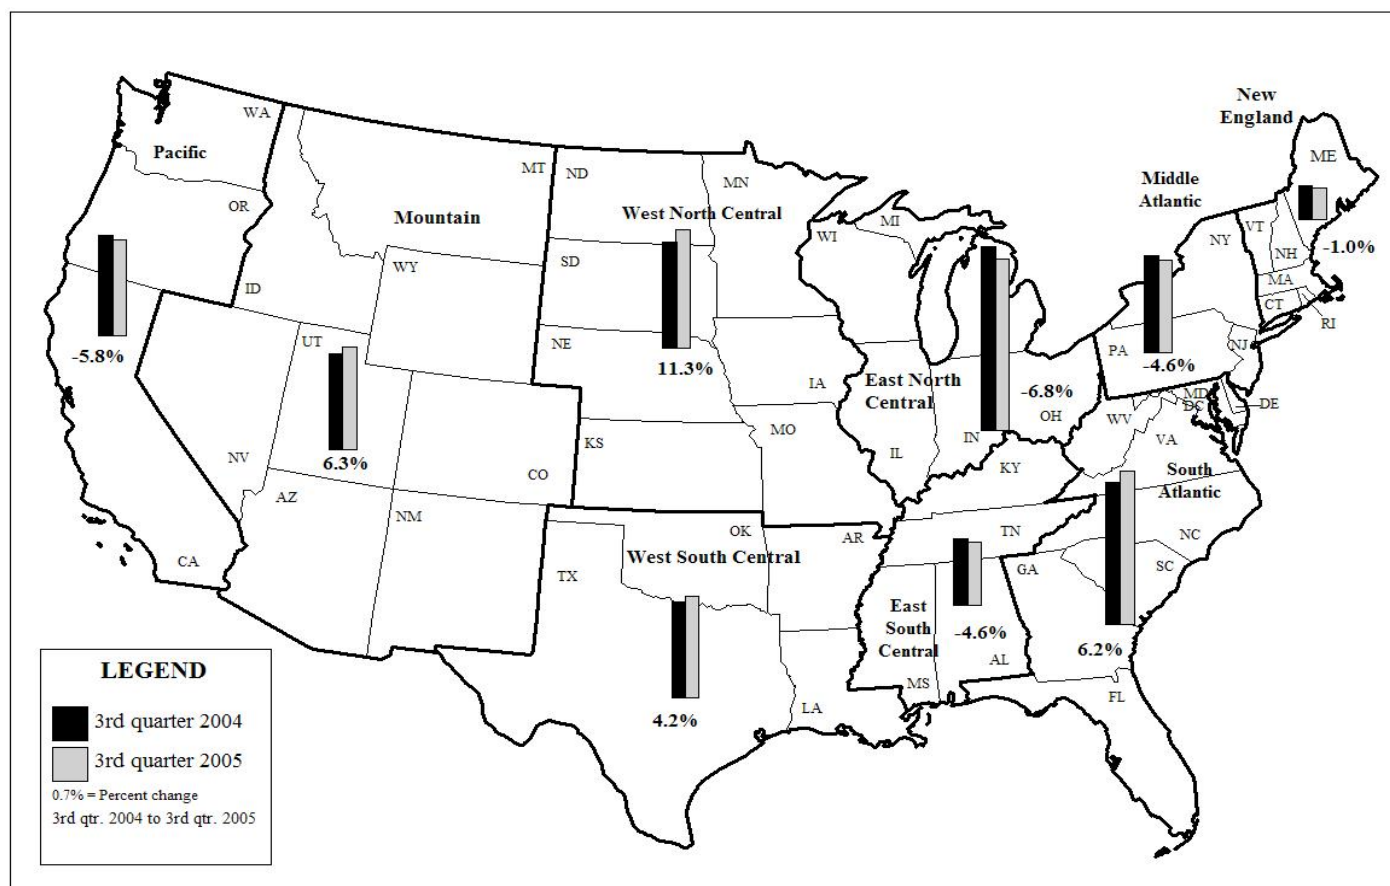 New
England
WA
Pacific
ME
MT
ND
MN
Middle
Atlantic
OR
Mountain
West North Central
MI
WI
NY
VT
-1.0%
NH
WY
SD
MA
ID
CT
RI
UT
NE
PA
NJ
-5.8%
11.3%
-4.6%
East North
Central
IA
-6.8%
MD
DC
DE
OH
WV
MO
KS
IN
VA
NV
6.3%
IL
KY
South
Atlantic
CO
AZ
NM
OK
AR
TN
NC
West South Central
CA
TX
GA
SC
East
South
Central
-4.6%
6.2%
AL
MS
FL
4.2%
LA
LEGEND
3rd quarter 2004
3rd quarter 2005
0.7% = Percent change
3rd qtr. 2004 to 3rd qtr. 2005